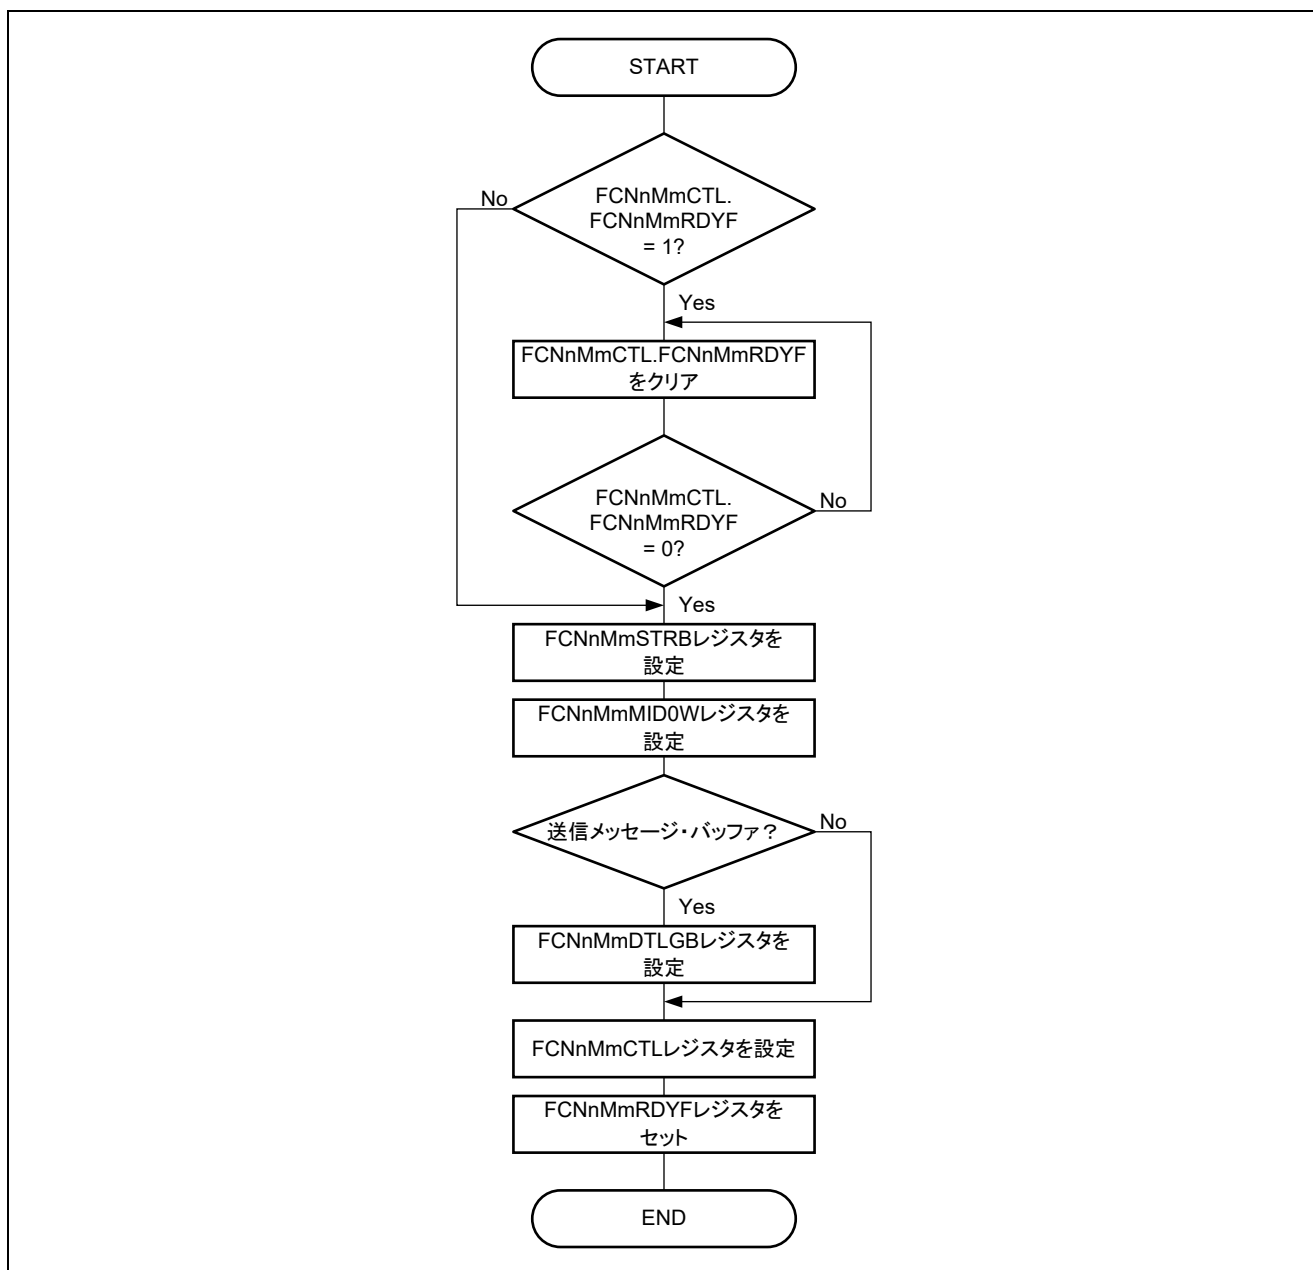 START
FCNnMmCTL.
FCNnMmRDYF
= 1?
No
Yes
FCNnMmCTL.FCNnMmRDYF
をクリア
FCNnMmCTL.
FCNnMmRDYF
= 0?
No
Yes
FCNnMmSTRBレジスタを
設定
FCNnMmMID0Wレジスタを
設定
送信メッセージ・バッファ？
No
Yes
FCNnMmDTLGBレジスタを
設定
FCNnMmCTLレジスタを設定
FCNnMmRDYFレジスタを
セット
END